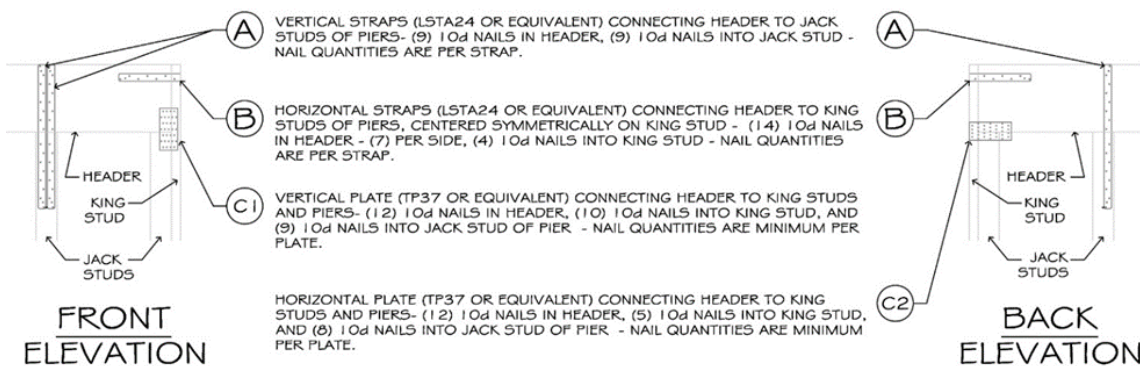 A
VERTICAL STRAPS (LSTA24 OR EQUIVALENT) CONNECTING HEADER TO JACK
STUDS OF PIERS- (9) 10d NAILS IN HEADER, (9) 10d NAILS INTO JACK STUD -
NAIL QUANTITIES ARE PER STRAP.
B
HORIZONTAL STRAPS (LSTA24 OR EQUIVALENT) CONNECTING HEADER TO KING
STUDS OF PIERS, CENTERED SYMMETRICALLY ON KING STUD - (14) 10d NAILS
IN HEADER - (7) PER SIDE, (4) 10d NAILS INTO KING STUD - NAIL QUANTITIES
ARE PER STRAP.
C1
VERTICAL PLATE (TP37 OR EQUIVALENT) CONNECTING HEADER TO KING STUDS
AND PIERS- (12) 10d NAILS IN HEADER, (10) 10d NAILS INTO KING STUD, AND
(9) 10d NAILS INTO JACK STUD OF PIER - NAIL QUANTITIES ARE MINIMUM PER
PLATE.
HORIZONTAL PLATE (TP37 OR EQUIVALENT) CONNECTING HEADER TO KING
STUDS AND PIERS- (12) 10d NAILS IN HEADER, (5) 10d NAILS INTO KING STUD,
AND (8) 10d NAILS INTO JACK STUD OF PIER - NAIL QUANTITIES ARE MINIMUM
PER PLATE.
HEADER
KING
STUD
JACK
STUDS
FRONT
ELEVATION
A
B
HEADER
KING
STUD
JACK
STUDS
C2
BACK
ELEVATION